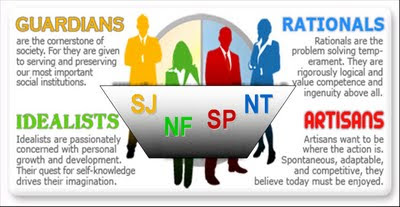 GUARDIANS
are the cornerstone of
society. For they are given
to serving and preserving
our most important
social institutions.
RATIONALS
Rationals are the
problem solving temp-
erament. They are
rigorously logical and
value competence and
ingenuity above all.
SJ
NF
SP
NT
IDEALISTS
Idealists are passionately
concerned with personal
growth and development.
Their quest for self-knowledge
drives their imagination.
ARTISANS
Artisans want to be
where the action is.
Spontaneous, adaptable,
and competitive, they
believe today must be enjoyed.